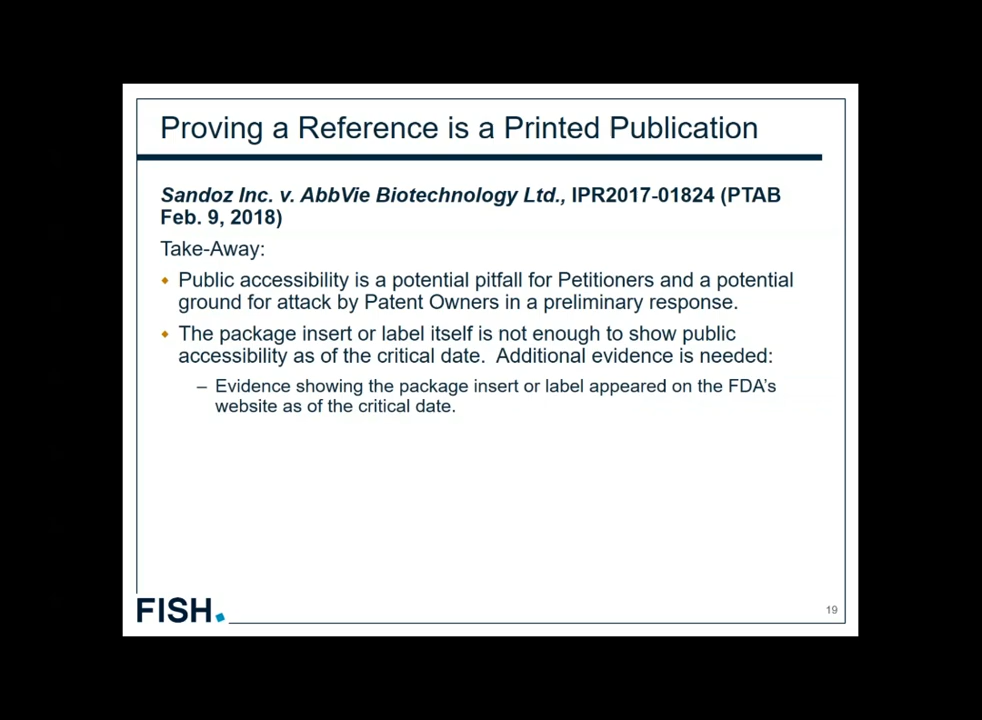 Proving a Reference is a Printed Publication
Sandoz Inc. v. AbbVie Biotechnology Ltd., IPR2017-01824 (PTAB
Feb. 9, 2018)
Take-Away:
Public accessibility is a potential pitfall for Petitioners and a potential
ground for attack by Patent Owners in a preliminary response.
The package insert or label itself is not enough to show public
accessibility as of the critical date. Additional evidence is needed:
– Evidence showing the package insert or label appeared on the FDA's
website as of the critical date.
FISH.
19